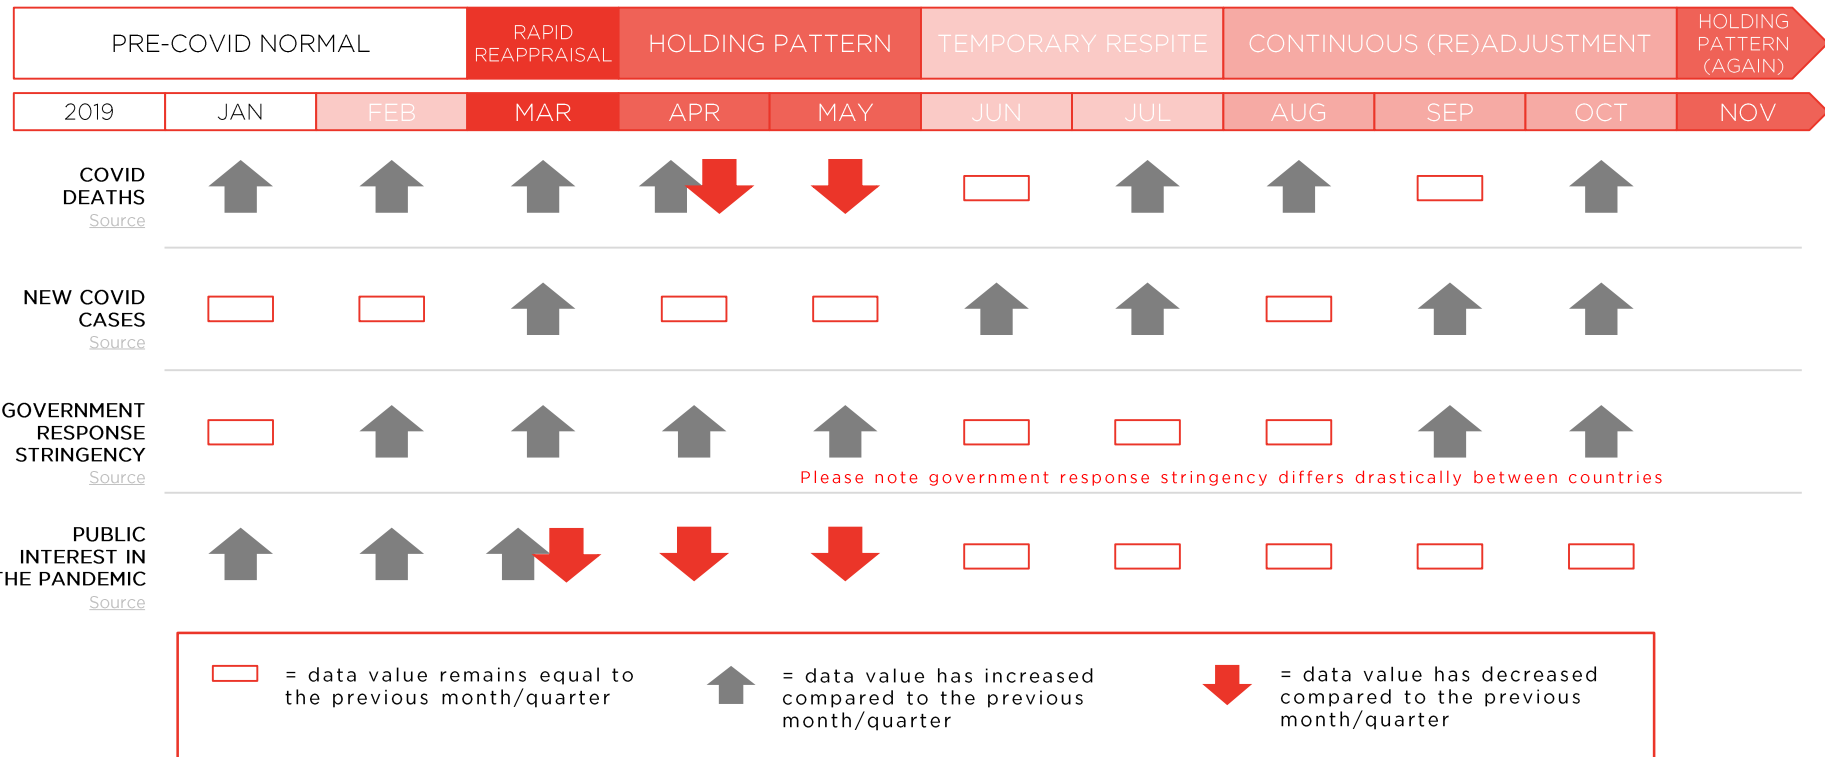 PRE-COVID NORMAL
RAPID
REAPPRAISAL
HOLDING PATTERN
TEMPORARY RESPITE
CONTINUOUS (RE)ADJUSTMENT
HOLDING
PATTERN
(AGAIN)
2019
JAN
FEB
MAR
APR
MAY
JUN
JUL
AUG
SEP
OCT
NOV
COVID
DEATHS
Source
NEW COVID
CASES
Source
GOVERNMENT
RESPONSE
STRINGENCY
Source
Please note government response stringency differs drastically between countries
PUBLIC
INTEREST IN
THE PANDEMIC
Source
= data value remains equal to
the previous month/quarter
= data value has increased
compared to the previous
month/quarter
= data value has decreased
compared to the previous
month/quarter